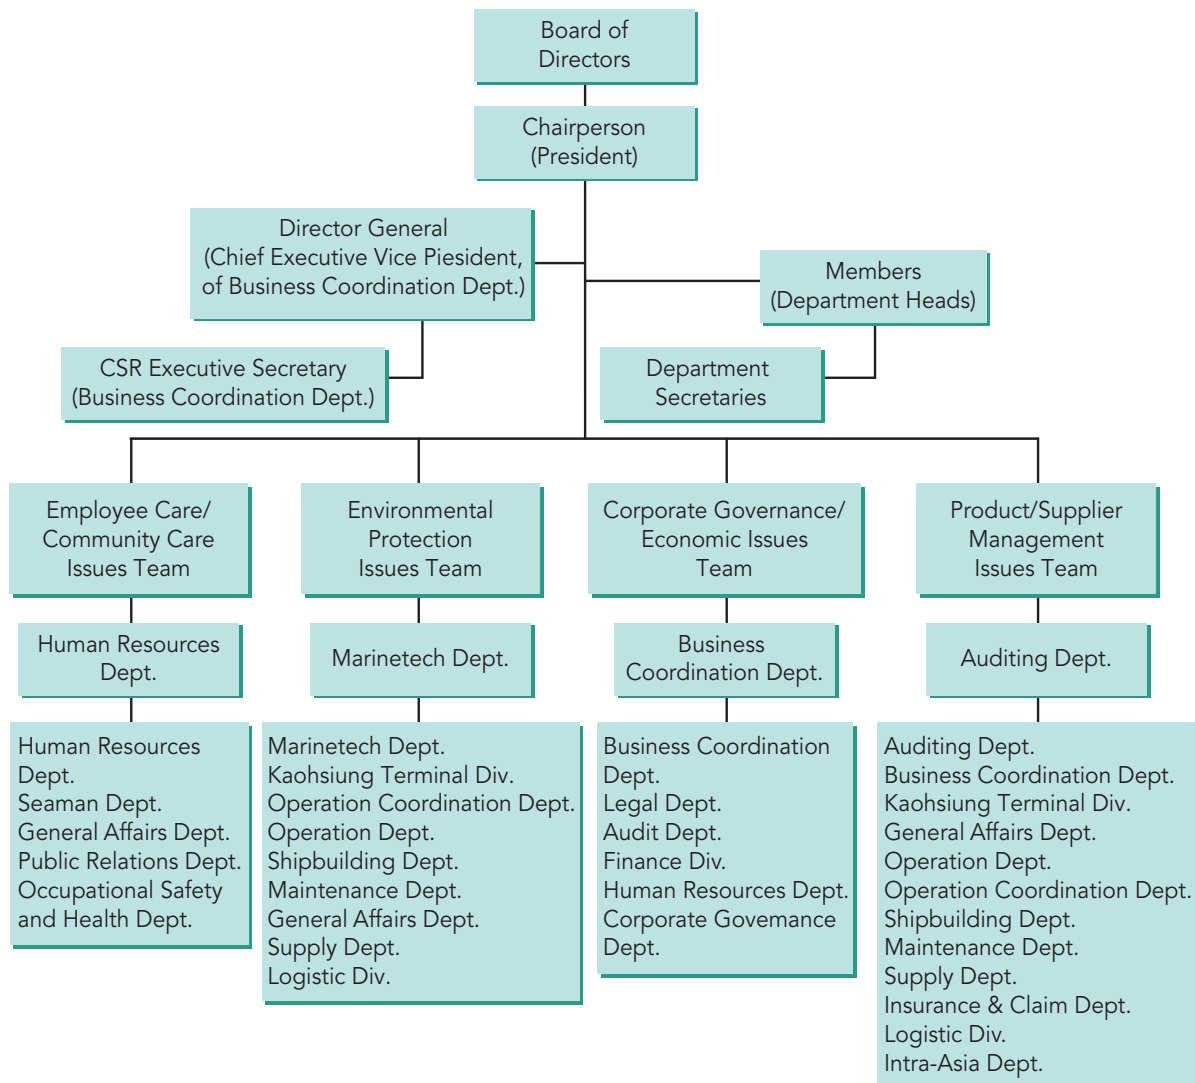 Board of
Directors
Chairperson
(President)
Director General
(Chief Executive Vice Piesident,
of Business Coordination Dept.)
Members
(Department Heads)
CSR Executive Secretary
(Business Coordination Dept.)
Department
Secretaries
Employee Care/
Community Care
Issues Team
Environmental
Protection
Issues Team
Corporate Governance/
Economic Issues
Team
Product/Supplier
Management
Issues Team
Human Resources
Dept.
Marinetech Dept.
Business
Coordination Dept.
Auditing Dept.
Human Resources
Dept.
Seaman Dept.
General Affairs Dept.
Public Relations Dept.
Occupational Safety
and Health Dept.
Marinetech Dept.
Kaohsiung Terminal Div.
Operation Coordination Dept.
Operation Dept.
Shipbuilding Dept.
Maintenance Dept.
General Affairs Dept.
Supply Dept.
Logistic Div.
Business Coordination
Dept.
Legal Dept.
Audit Dept.
Finance Div.
Human Resources Dept.
Corporate Govemance
Dept.
Auditing Dept.
Business Coordination Dept.
Kaohsiung Terminal Div.
General Affairs Dept.
Operation Dept.
Operation Coordination Dept.
Shipbuilding Dept.
Maintenance Dept.
Supply Dept.
Insurance & Claim Dept.
Logistic Div.
Intra-Asia Dept.